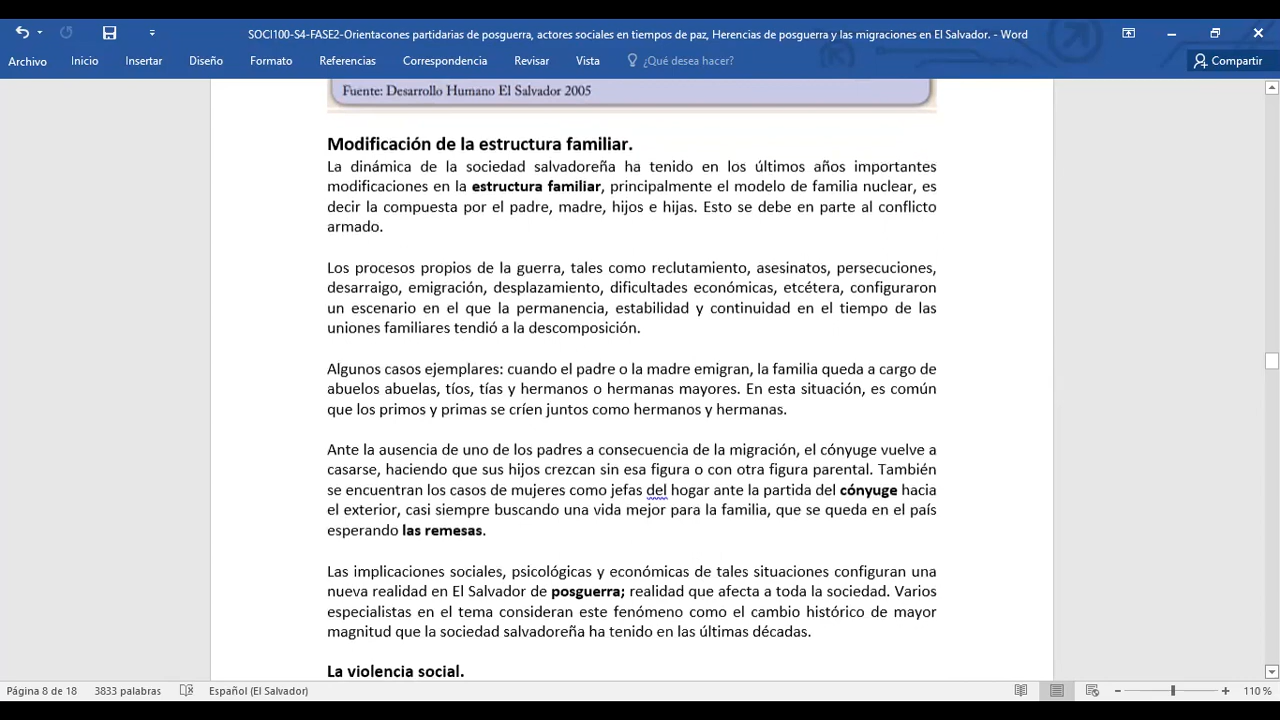 SOCI100-S4-FASE2-Orientacones partidarias de posguerra, actores sociales en tiempos de paz, Herencias de posguerra y las migraciones en El Salvador. - Word
Archivo Inicio Insertar Diseño Formato Referencias Correspondencia Revisar Vista ¿Qué desea hacer? Compartir
Fuente: Desarrollo Humano El Salvador 2005
Modificación de la estructura familiar.
La dinámica de la sociedad salvadoreña ha tenido en los últimos años importantes
modificaciones en la estructura familiar, principalmente el modelo de familia nuclear, es
decir la compuesta por el padre, madre, hijos e hijas. Esto se debe en parte al conflicto
armado.
Los procesos propios de la guerra, tales como reclutamiento, asesinatos, persecuciones,
desarraigo, emigración, desplazamiento, dificultades económicas, etcétera, configuraron
un escenario en el que la permanencia, estabilidad y continuidad en el tiempo de las
uniones familiares tendió a la descomposición.
Algunos casos ejemplares: cuando el padre o la madre emigran, la familia queda a cargo de
abuelos abuelas, tíos, tías y hermanos o hermanas mayores. En esta situación, es común
que los primos y primas se críen juntos como hermanos y hermanas.
Ante la ausencia de uno de los padres a consecuencia de la migración, el cónyuge vuelve a
casarse, haciendo que sus hijos crezcan sin esa figura o con otra figura parental. También
se encuentran los casos de mujeres como jefas del hogar ante la partida del cónyuge hacia
el exterior, casi siempre buscando una vida mejor para la familia, que se queda en el país
esperando las remesas.
Las implicaciones sociales, psicológicas y económicas de tales situaciones configuran una
nueva realidad en El Salvador de posguerra; realidad que afecta a toda la sociedad. Varios
especialistas en el tema consideran este fenómeno como el cambio histórico de mayor
magnitud que la sociedad salvadoreña ha tenido en las últimas décadas.
La violencia social.
Página 8 de 18 3833 palabras Español (El Salvador) 110 %